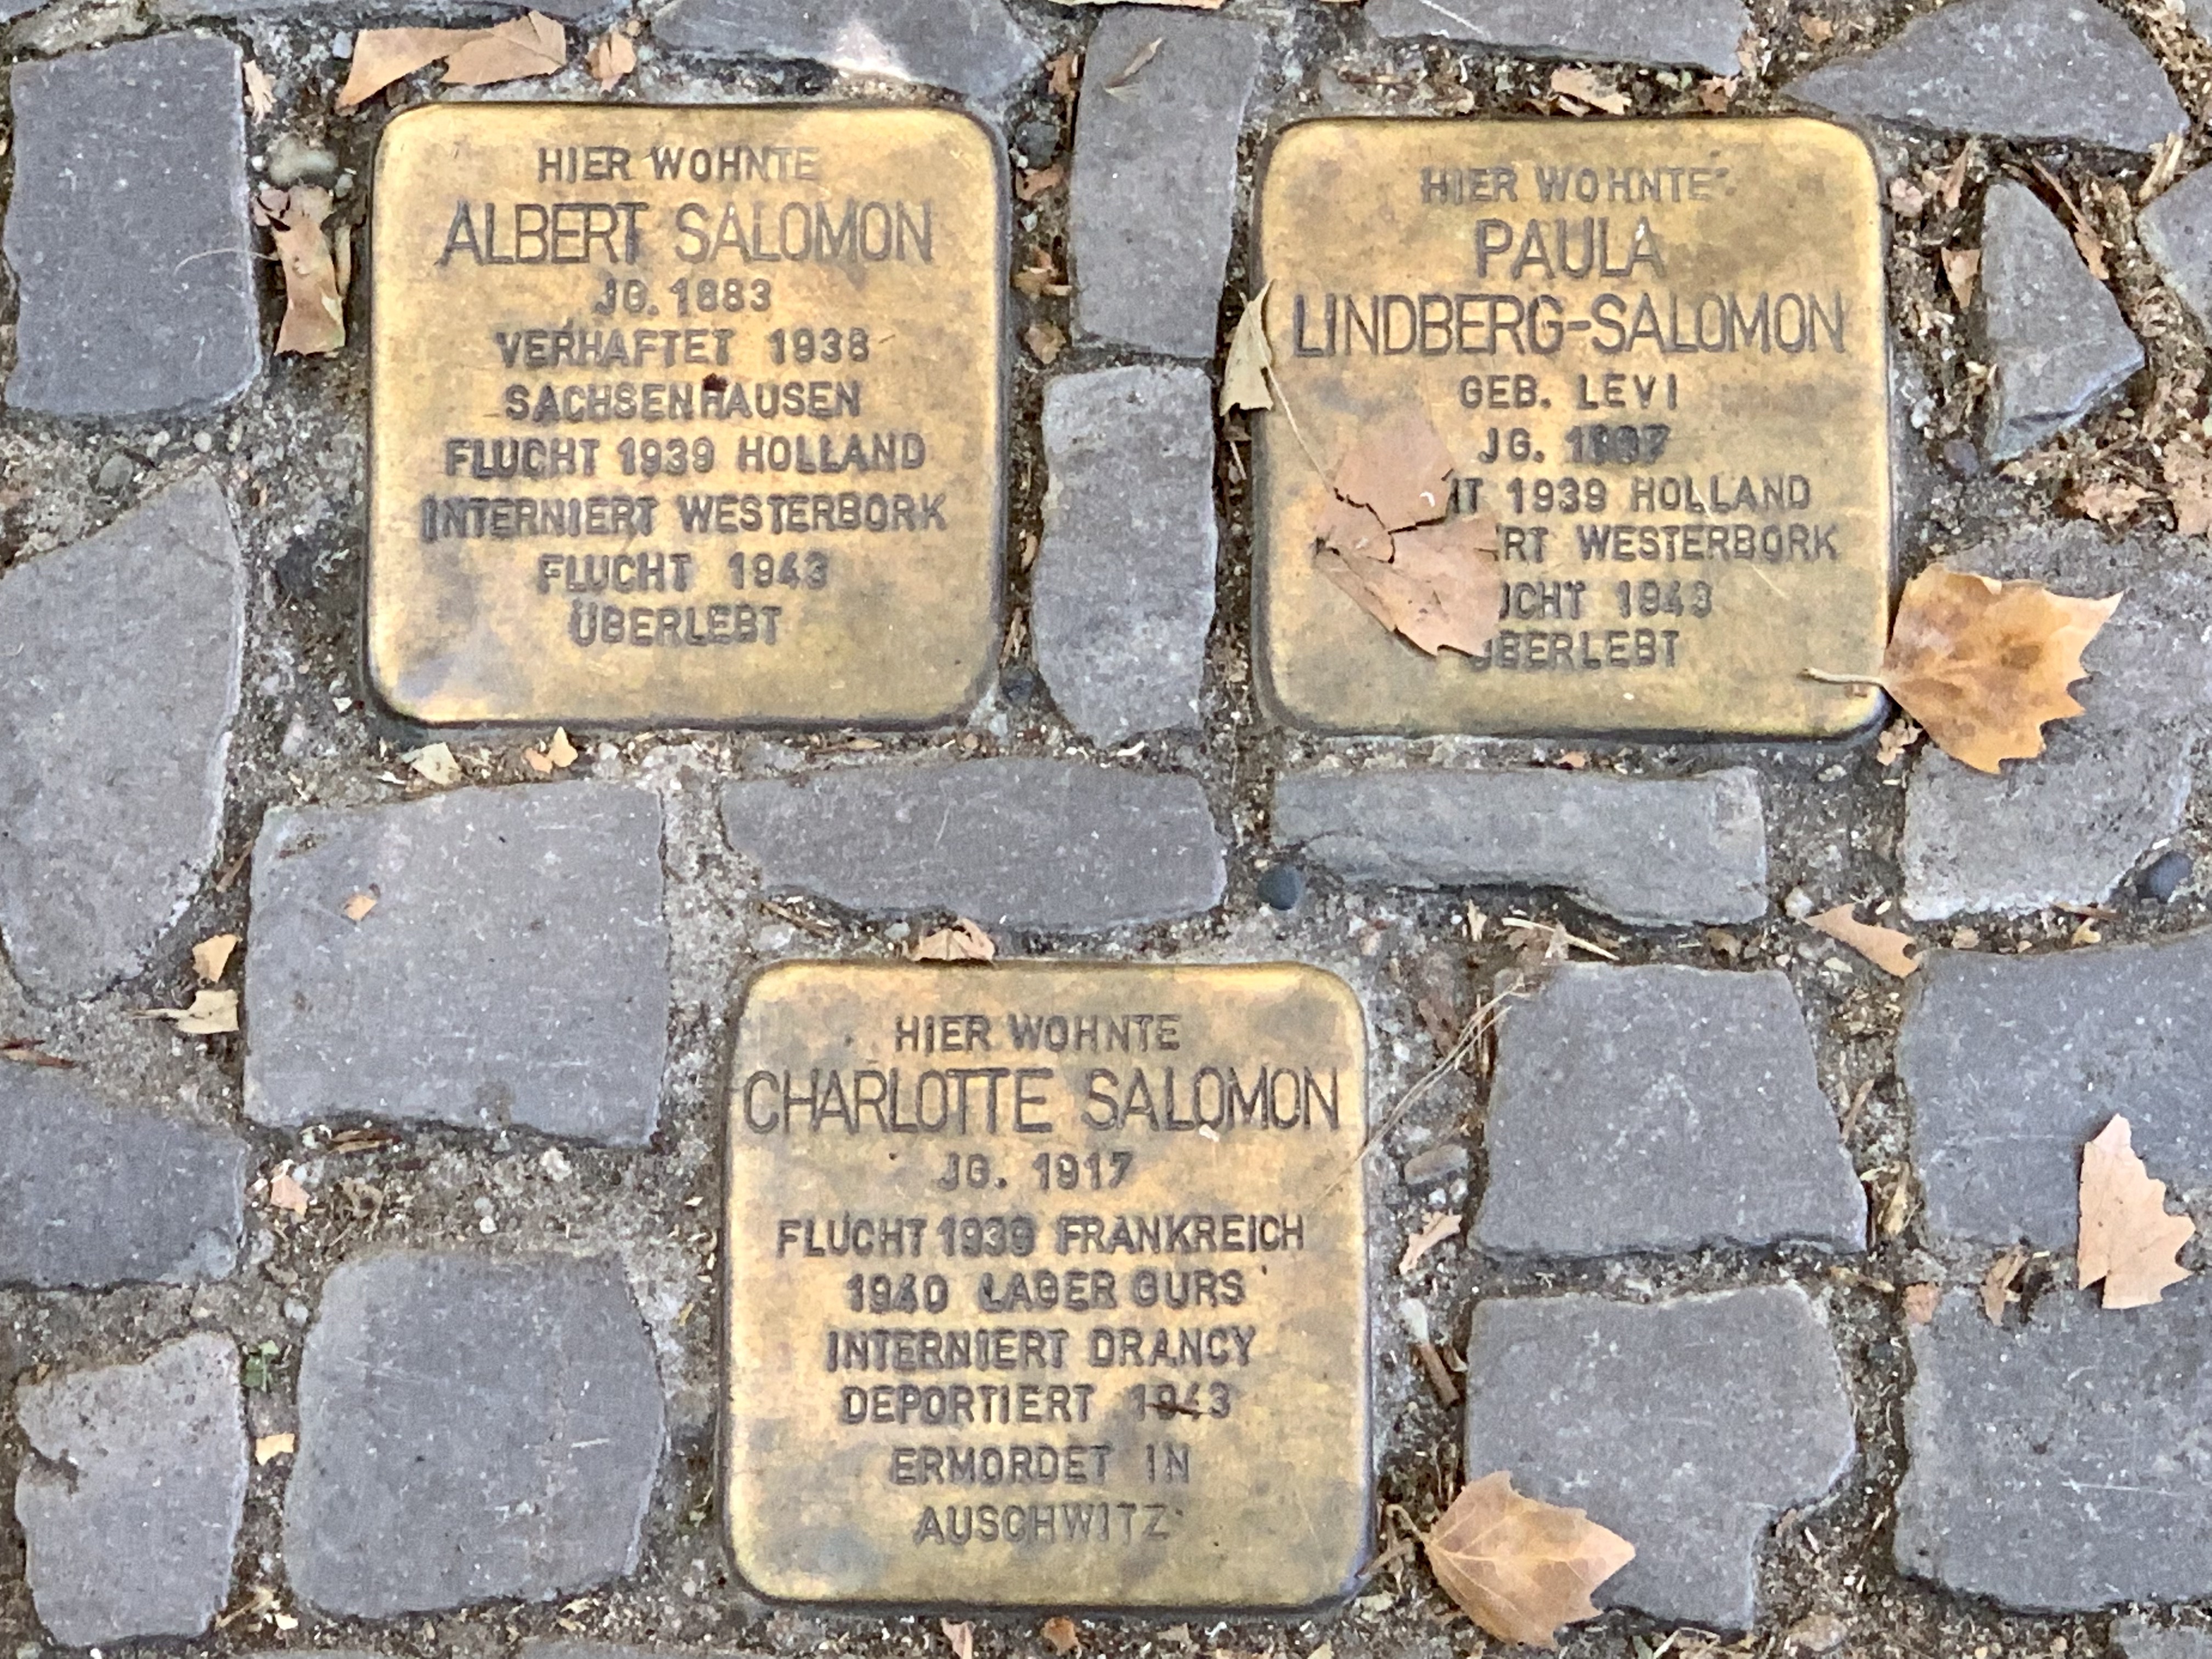 HIER WOHNTE
ALBERT SALOMON
JG. 1883
VERHAFTET 1938
SACHSENHAUSEN
FLUCHT 1939 HOLLAND
INTERNIERT WESTERBORK
FLUCHT 1943
ÜBERLEBT
HIER WOHNTE
PAULA
LINDBERG-SALOMON
GEB. LEVI
JG. 1897
1939 HOLLAND
WESTERBORK
1943
ÜBERLEBT
HIER WOHNTE
CHARLOTTE SALOMON
JG. 1917
FLUCHT 1939 FRANKREICH
1940 LAGER GURS
INTERNIERT DRANCY
DEPORTIERT 1943
ERMORDET IN
AUSCHWITZ